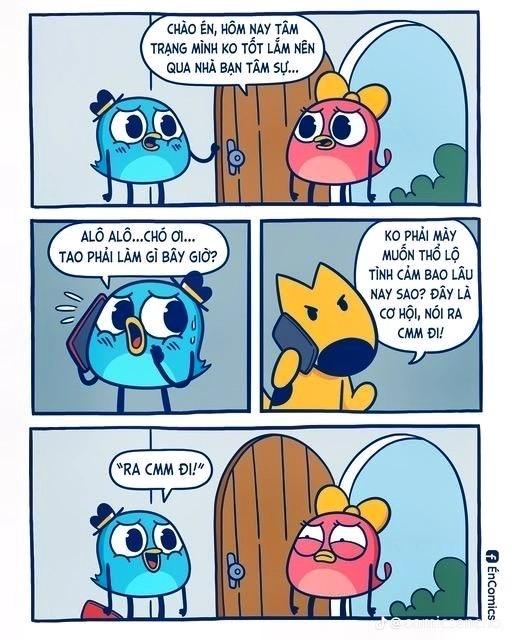 CHÀO ÉN, HÔM NAY TÂM
TRẠNG MÌNH KO TỐT LẮM NÊN
QUA NHÀ BẠN TÂM SỰ...
ALÔ ALÔ...CHÓ ƠI...
TAO PHẢI LÀM GÌ BÂY GIỜ?
KO PHẢI MÀY
MUỐN THỔ LỘ
TÌNH CẢM BAO LÂU
NAY SAO? ĐÂY LÀ
CƠ HỘI, NÓI RA
CMM ĐI!
"RA CMM ĐI!"
ÉnComics